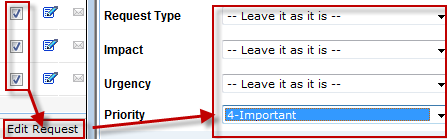 Request Type -- Leave it as it is --
Impact -- Leave it as it is --
Urgency -- Leave it as it is --
Priority 4-Important
Edit Request